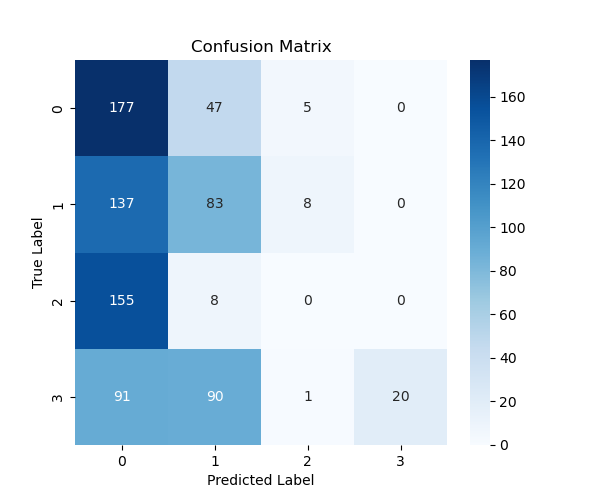 Confusion Matrix
True Label
0 177 47 5 0
1 137 83 8 0
2 155 8 0 0
3 91 90 1 20
0 1 2 3
Predicted Label
160
140
120
100
80
60
40
20
0